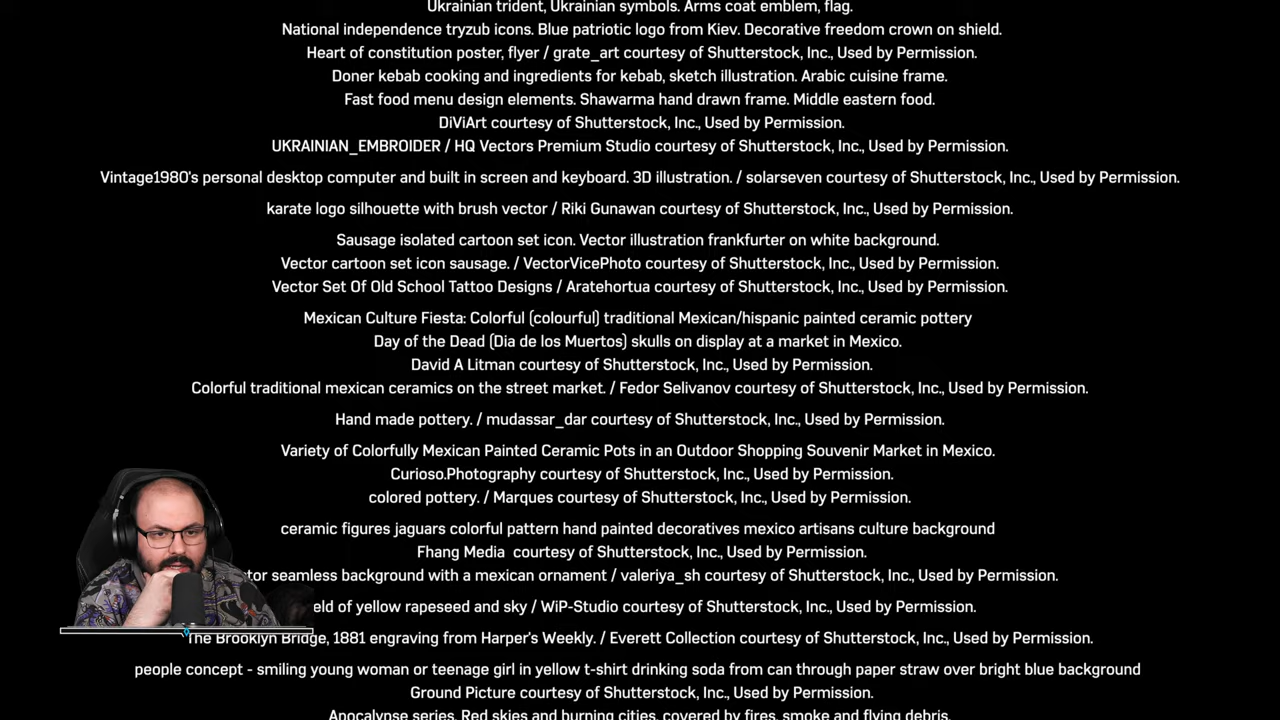 Ukrainian trident, Ukrainian symbols. Arms coat emblem, flag.
National independence tryzub icons. Blue patriotic logo from Kiev. Decorative freedom crown on shield.
Heart of constitution poster, flyer / grate_art courtesy of Shutterstock, Inc., Used by Permission.
Doner kebab cooking and ingredients for kebab, sketch illustration. Arabic cuisine frame.
Fast food menu design elements. Shawarma hand drawn frame. Middle eastern food.
DiViArt courtesy of Shutterstock, Inc., Used by Permission.
UKRAINIAN_EMBROIDER / HQ Vectors Premium Studio courtesy of Shutterstock, Inc., Used by Permission.
Vintage1980's personal desktop computer and built in screen and keyboard. 3D illustration. / solarseven courtesy of Shutterstock, Inc., Used by Permission.
karate logo silhouette with brush vector / Riki Gunawan courtesy of Shutterstock, Inc., Used by Permission.
Sausage isolated cartoon set icon. Vector illustration frankfurter on white background.
Vector cartoon set icon sausage. / VectorVicePhoto courtesy of Shutterstock, Inc., Used by Permission.
Vector Set Of Old School Tattoo Designs / Aratehortua courtesy of Shutterstock, Inc., Used by Permission.
Mexican Culture Fiesta: Colorful (colourful) traditional Mexican/hispanic painted ceramic pottery
Day of the Dead (Dia de los Muertos) skulls on display at a market in Mexico.
David A Litman courtesy of Shutterstock, Inc., Used by Permission.
Colorful traditional mexican ceramics on the street market. / Fedor Selivanov courtesy of Shutterstock, Inc., Used by Permission.
Hand made pottery. / mudassar_dar courtesy of Shutterstock, Inc., Used by Permission.
Variety of Colorfully Mexican Painted Ceramic Pots in an Outdoor Shopping Souvenir Market in Mexico.
Curioso.Photography courtesy of Shutterstock, Inc., Used by Permission.
colored pottery. / Marques courtesy of Shutterstock, Inc., Used by Permission.
ceramic figures jaguars colorful pattern hand painted decoratives mexico artisans culture background
Fhang Media courtesy of Shutterstock, Inc., Used by Permission.
seamless background with a mexican ornament / valeriya_sh courtesy of Shutterstock, Inc., Used by Permission.
of yellow rapeseed and sky / WiP-Studio courtesy of Shutterstock, Inc., Used by Permission.
The Brooklyn Bridge, 1881 engraving from Harper's Weekly. / Everett Collection courtesy of Shutterstock, Inc., Used by Permission.
people concept - smiling young woman or teenage girl in yellow t-shirt drinking soda from can through paper straw over bright blue background
Ground Picture courtesy of Shutterstock, Inc., Used by Permission.
Apocalypse series. Red skies and burning cities, covered by fires, smoke and flying debris.